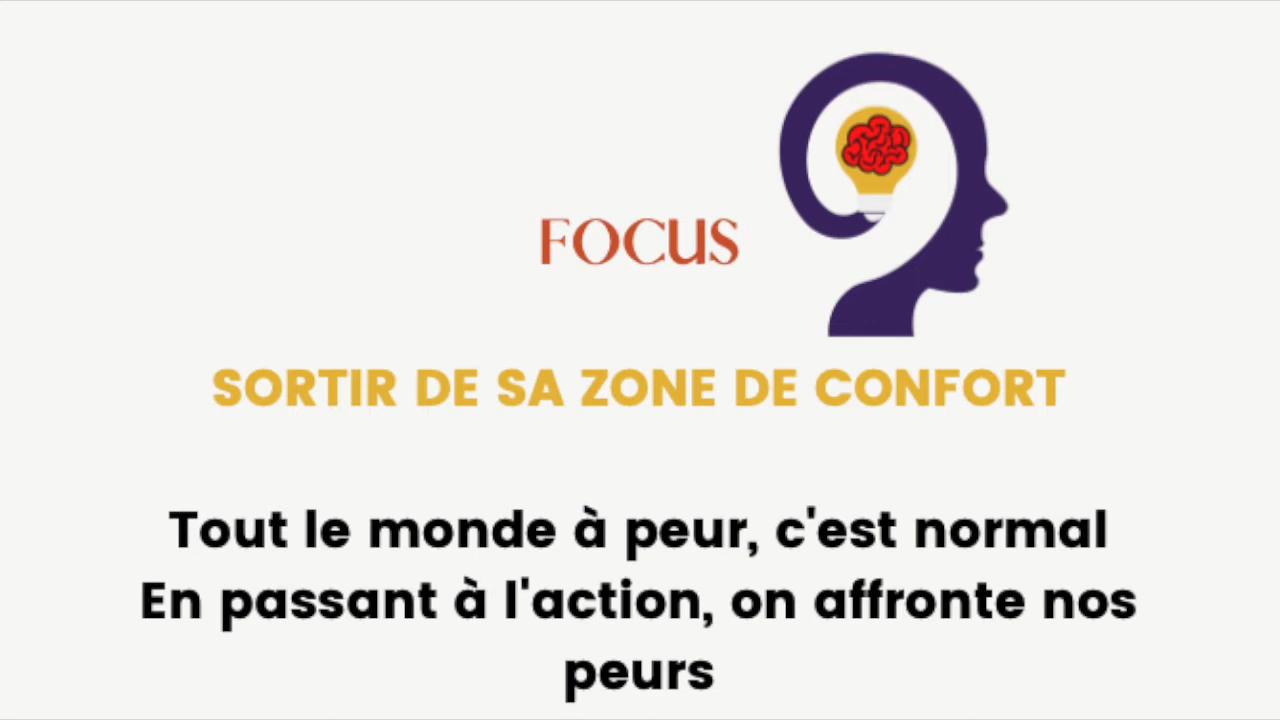 FOCUS
SORTIR DE SA ZONE DE CONFORT
Tout le monde à peur, c'est normal
En passant à l'action, on affronte nos
peurs